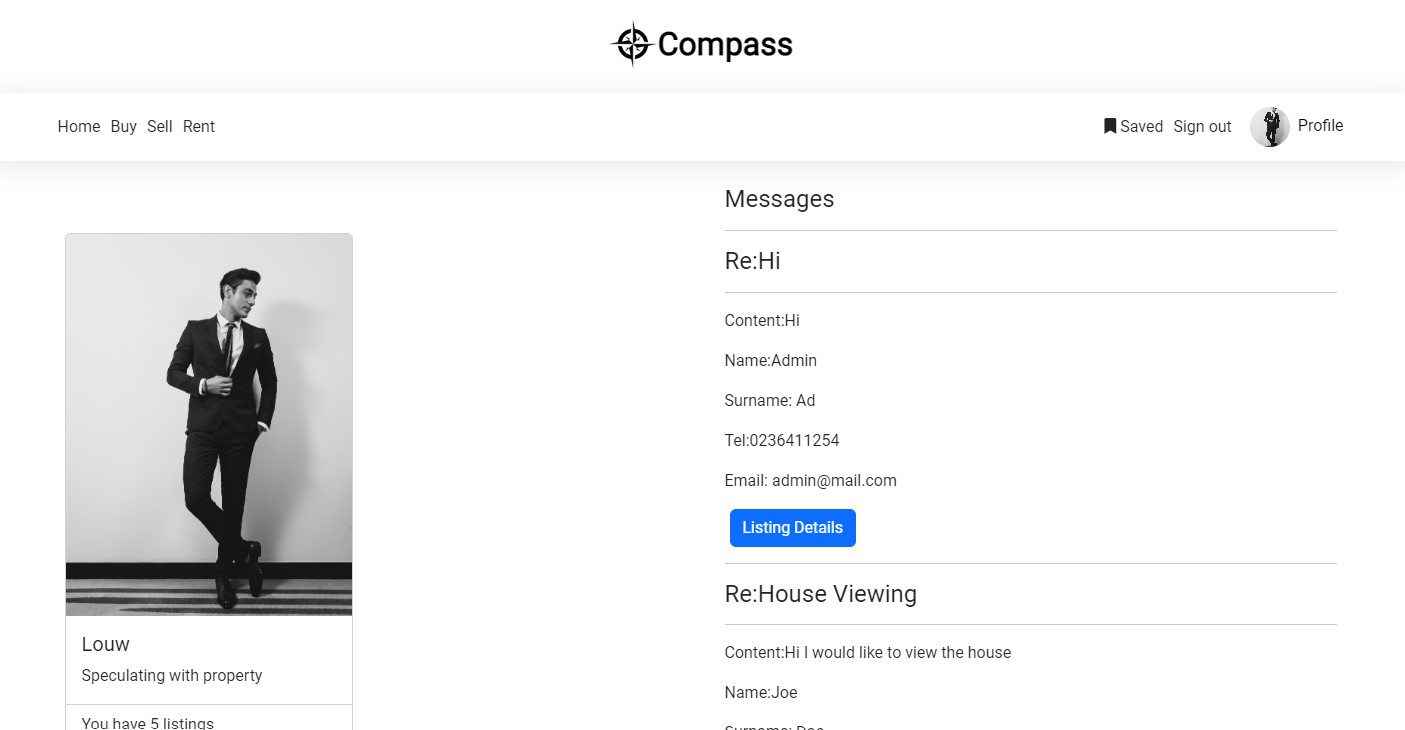 Compass
Home Buy Sell Rent
Saved Sign out Profile
Louw
Speculating with property
You have 5 listings
Messages
Re:Hi
Content:Hi
Name:Admin
Surname: Ad
Tel:0236411254
Email: admin@mail.com
Listing Details
Re:House Viewing
Content:Hi I would like to view the house
Name:Joe
Surname: Doe